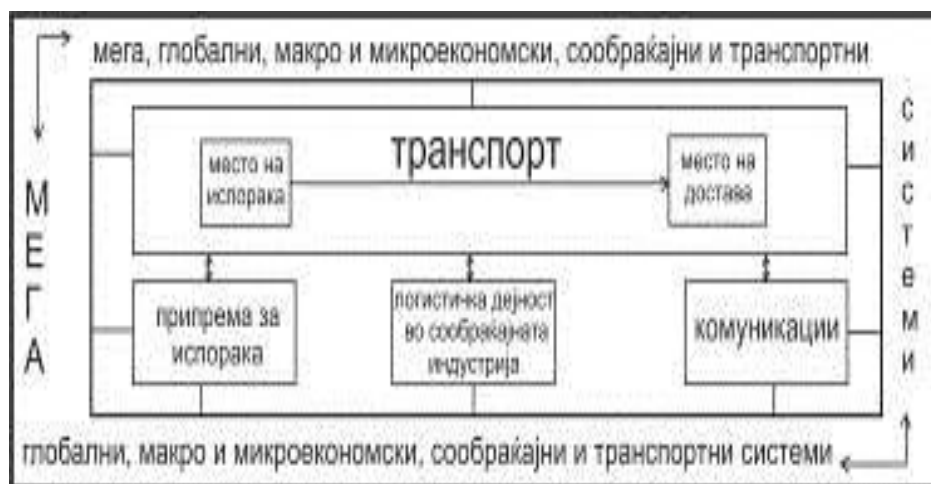 мега, глобални, макро и микроекономски, сообраќајни и транспортни
системи
МЕГА
транспорт
место на
испорака
место на
достава
припрема за
испорака
логистичка дејност
во сообраќајната
индустрија
комуникации
глобални, макро и микроекономски, сообраќајни и транспортни системи